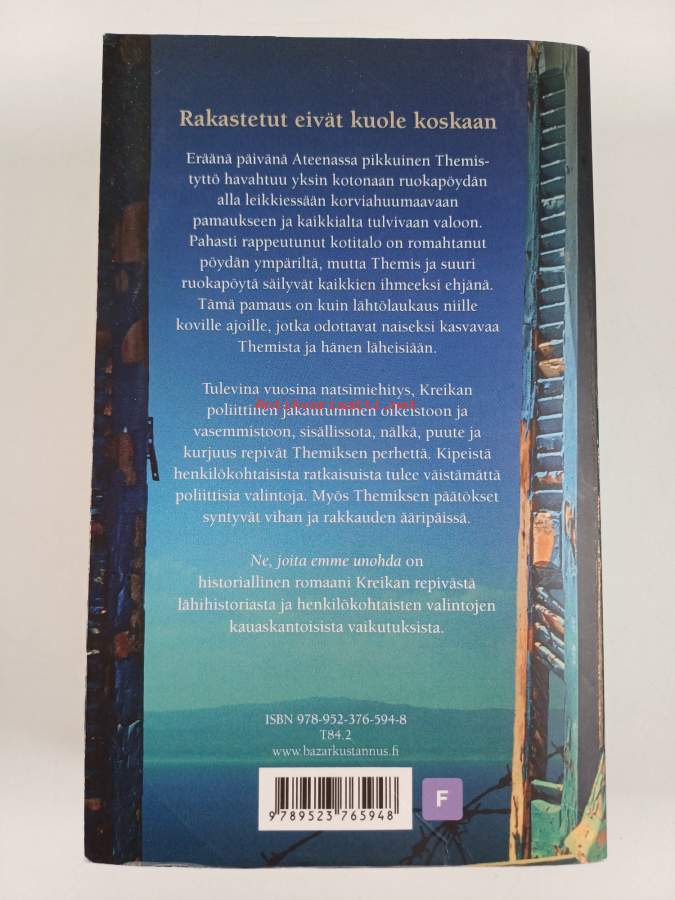 Rakastetut eivät kuole koskaan
Eräänä päivänä Ateenassa pikkuinen Themis-
tyttö havahtuu yksin kotonaan ruokapöydän
alla leikkiessään korviahuumaavaan
pamaukseen ja kaikkialta tulvivaan valoon.
Pahasti rappeutunut kotitalo on romahtanut
pöydän ympäriltä, mutta Themis ja suuri
ruokapöytä säilyvät kaikkien ihmeeksi ehjänä.
Tämä pamaus on kuin lähtölaukaus niille
koville ajoille, jotka odottavat naiseksi kasvavaa
Themista ja hänen läheisiään.
Tulevina vuosina natsimiehitys, Kreikan
Antikvariaatti.net
poliittinen jakautuminen oikeistoon ja
vasemmistoon, sisällissota, nälkä, puute ja
kurjuus repivät Themiksen perhettä. Kipeistä
henkilökohtaisista ratkaisuista tulee väistämättä
poliittisia valintoja. Myös Themiksen päätökset
syntyvät vihan ja rakkauden ääripäissä.
Ne, joita emme unohda on
historiallinen romaani Kreikan repivästä
lähihistoriasta ja henkilökohtaisten valintojen
kauaskantoisista vaikutuksista.
ISBN 978-952-376-594-8
T84.2
www.bazarkustannus.fi
9 789523 765948
F